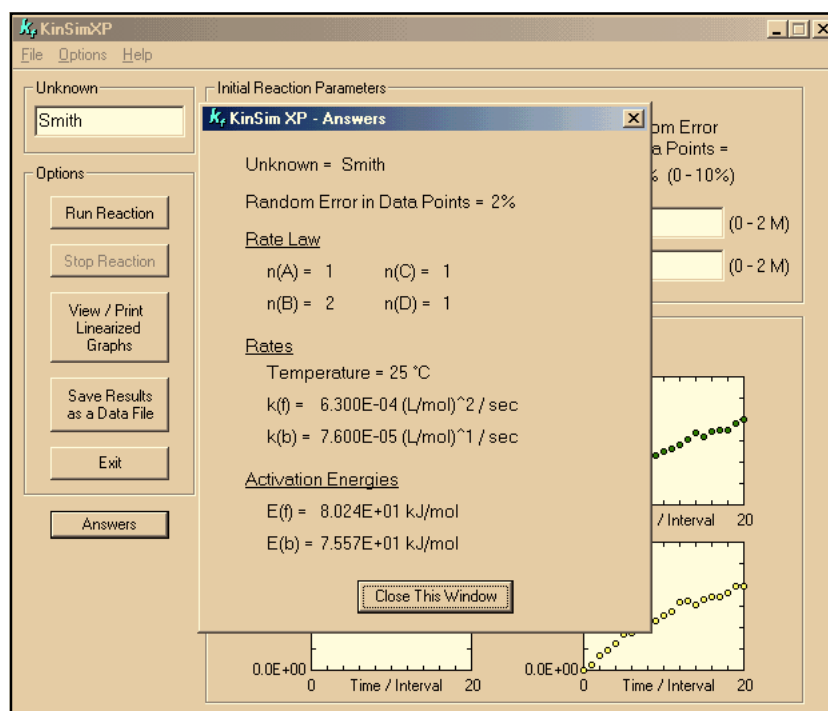 KinSimXP
File Options Help
Unknown
Smith
Options
Run Reaction
Stop Reaction
View / Print
Linearized
Graphs
Save Results
as a Data File
Exit
Answers
Initial Reaction Parameters
KinSim XP - Answers
Unknown = Smith
Random Error in Data Points = 2%
Rate Law
n(A) = 1 n(C) = 1
n(B) = 2 n(D) = 1
Rates
Temperature = 25 °C
k(f) = 6.300E-04 (L/mol)^2 / sec
k(b) = 7.600E-05 (L/mol)^1 / sec
Activation Energies
E(f) = 8.024E+01 kJ/mol
E(b) = 7.557E+01 kJ/mol
Close This Window
om Error
a Points =
% (0 - 10%)
(0 - 2 M)
(0 - 2 M)
/ Interval 20
0.0E+00
0 Time / Interval 20
0.0E+00
0 Time / Interval 20